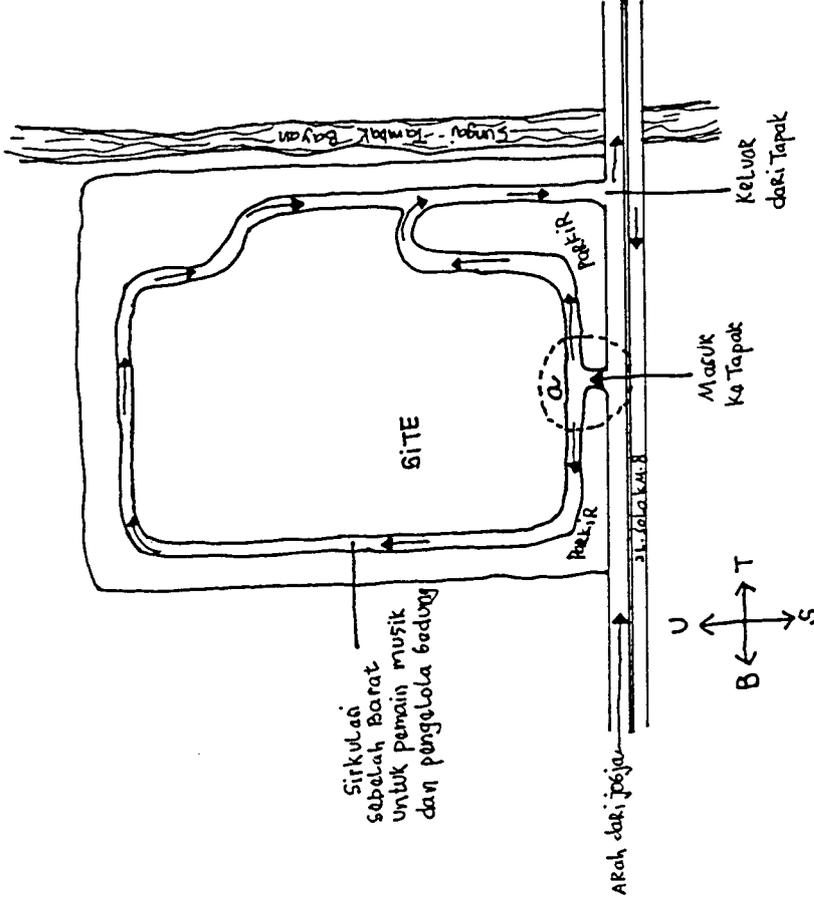 Sungai Tambak Bayan
Keluar
dari Tapak
Parkir
a
Masuk
Ke Tapak
SiTE
Parkir
JL. Solo KM. 8
Sirkulasi
sebelah Barat
untuk pemain musik
dan pengelola Gedung
U
B
T
S
ARah dari jogja